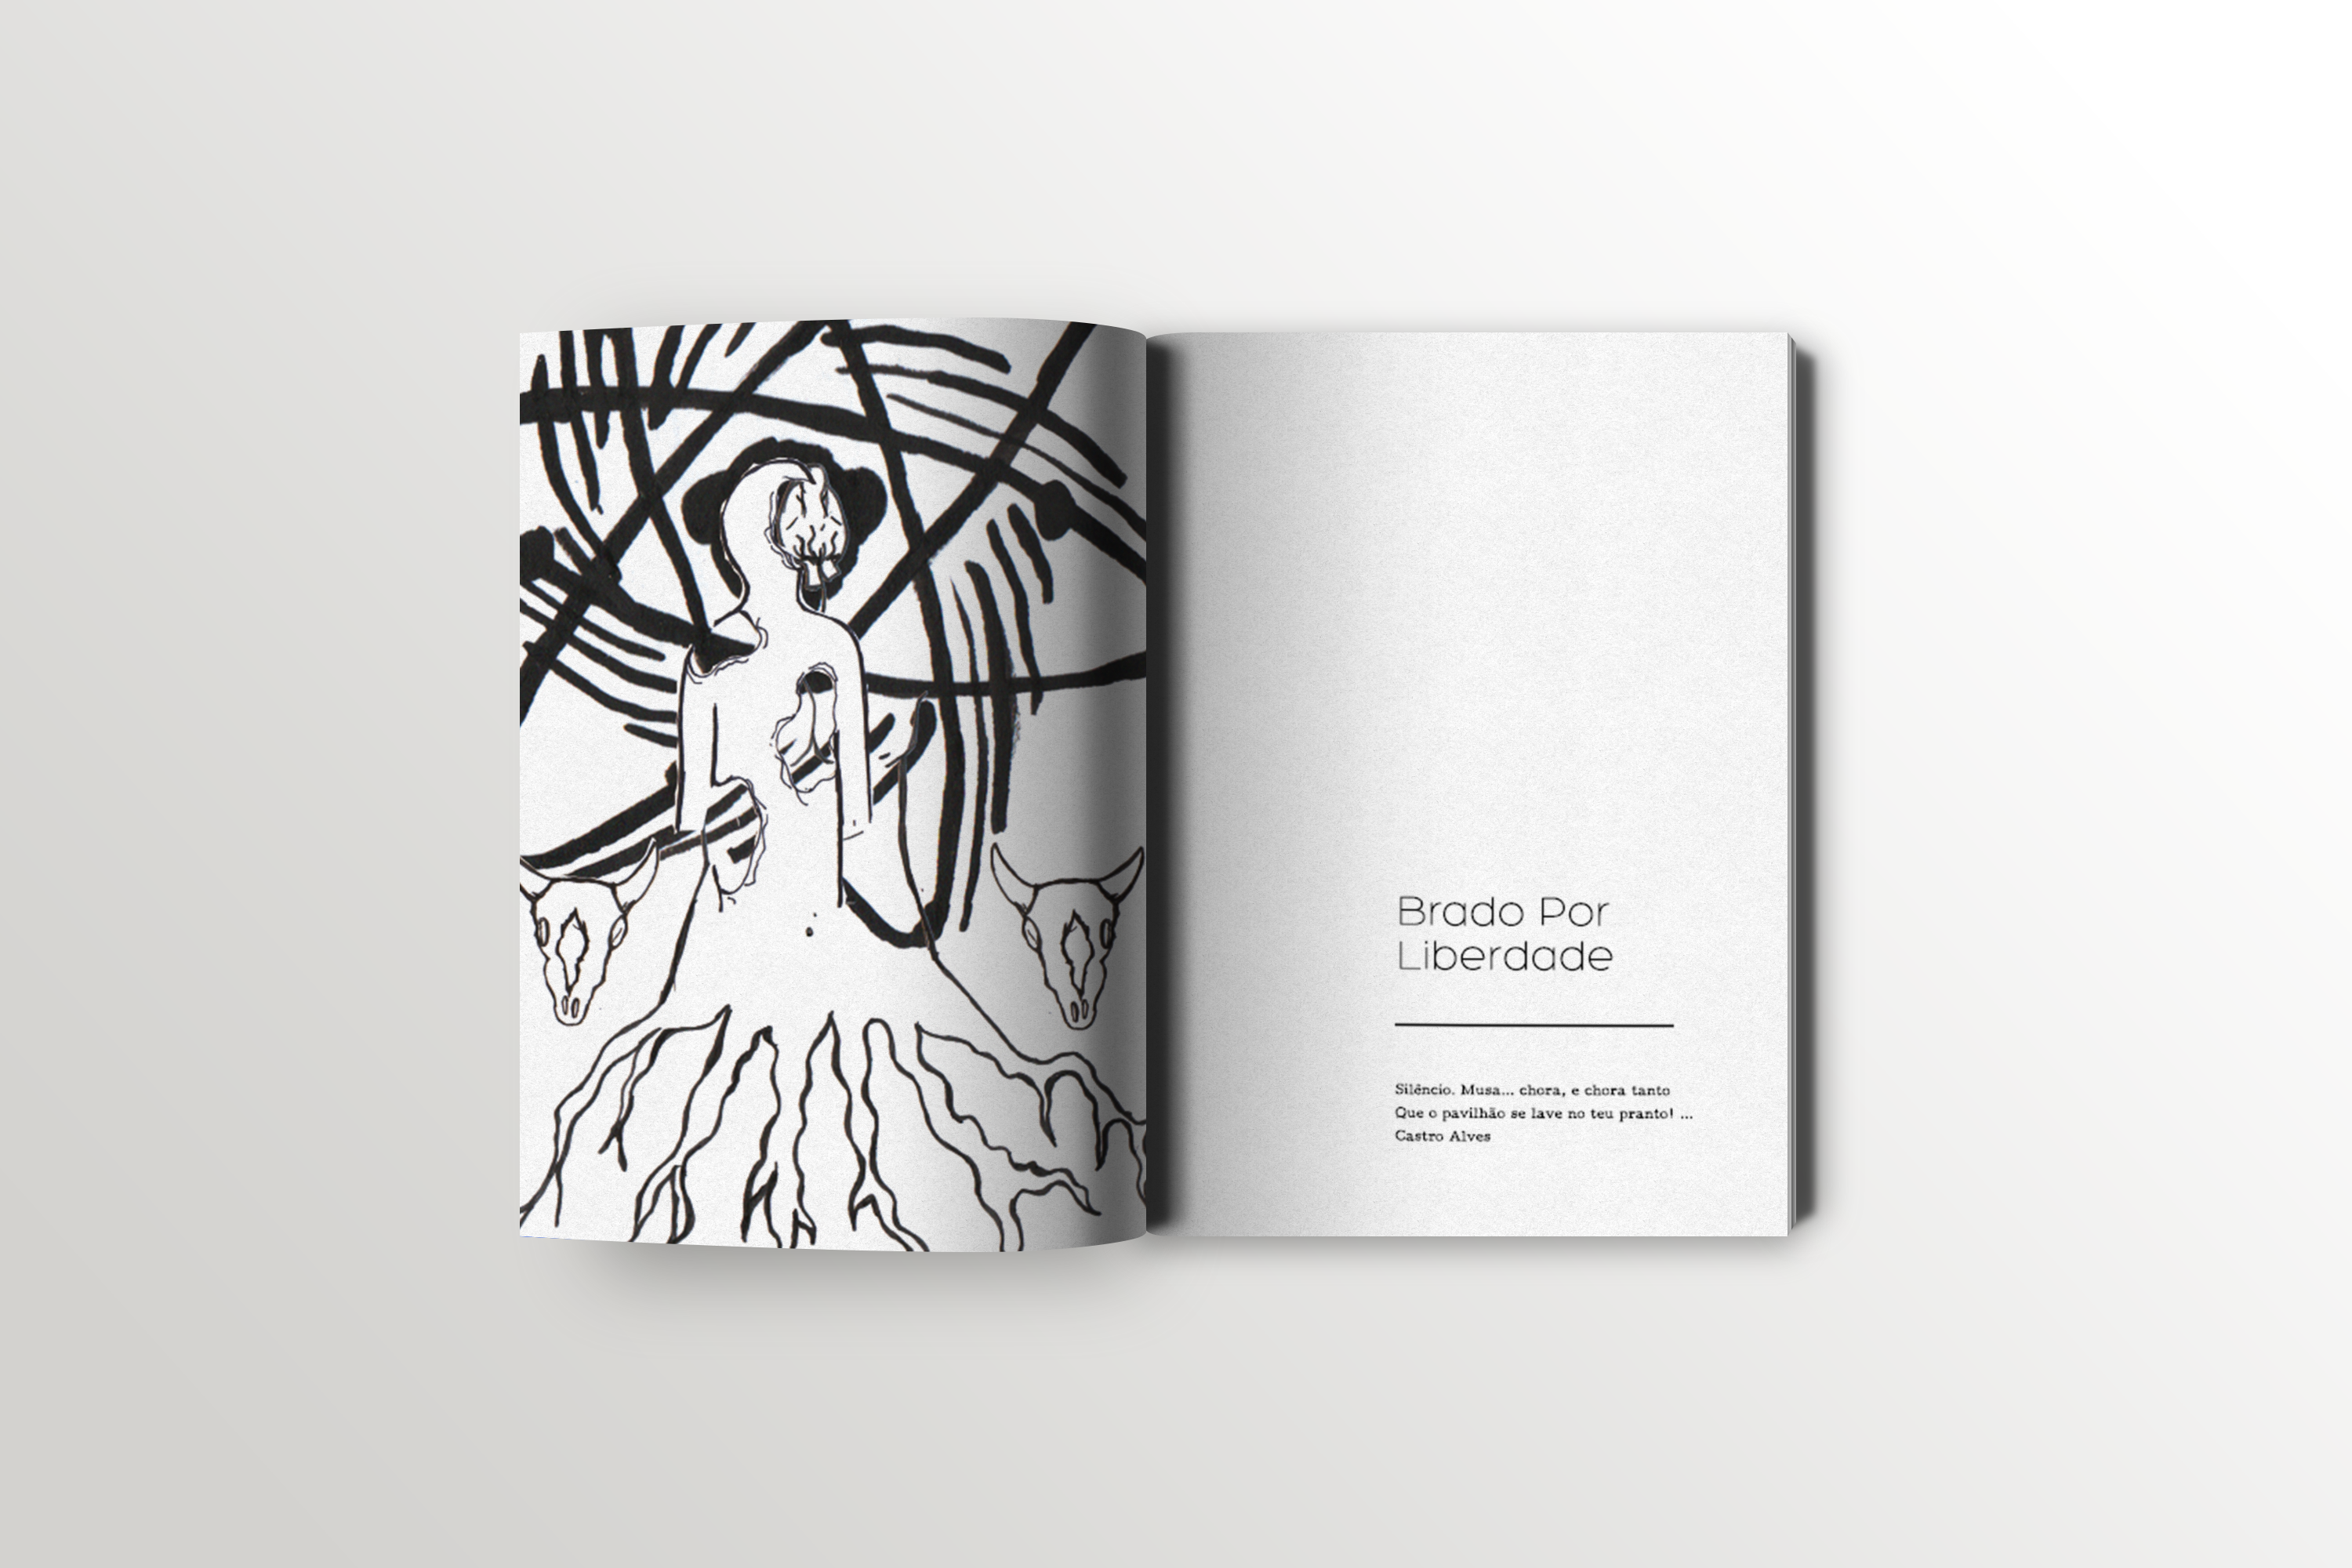 Brado Por
Liberdade
Silêncio. Musa... chora, e chora tanto
Que o pavilhão se lave no teu pranto! ...
Castro Alves